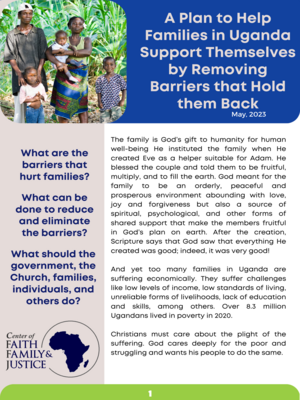 A Plan to Help
Families in Uganda
Support Themselves
by Removing
Barriers that Hold
them Back
May, 2023
What are the
barriers that
hurt families?
What can be
done to reduce
and eliminate
the barriers?
What should the
government, the
Church, families,
individuals, and
others do?
Center of
FAITH
FAMILY&
JUSTICE
The family is God's gift to humanity for human
well-being He instituted the family when He
created Eve as a helper suitable for Adam. He
blessed the couple and told them to be fruitful,
multiply, and to fill the earth. God meant for the
family to be an orderly, peaceful and
prosperous environment abounding with love,
joy and forgiveness but also a source of
spiritual, psychological, and other forms of
shared support that make the members fruitful
in God's plan on earth. After the creation,
Scripture says that God saw that everything He
created was good; indeed, it was very good!
And yet too many families in Uganda are
suffering economically. They suffer challenges
like low levels of income, low standards of living,
unreliable forms of livelihoods, lack of education
and skills, among others. Over 8.3 million
Ugandans lived in poverty in 2020.
Christians must care about the plight of the
suffering. God cares deeply for the poor and
struggling and wants his people to do the same.
1